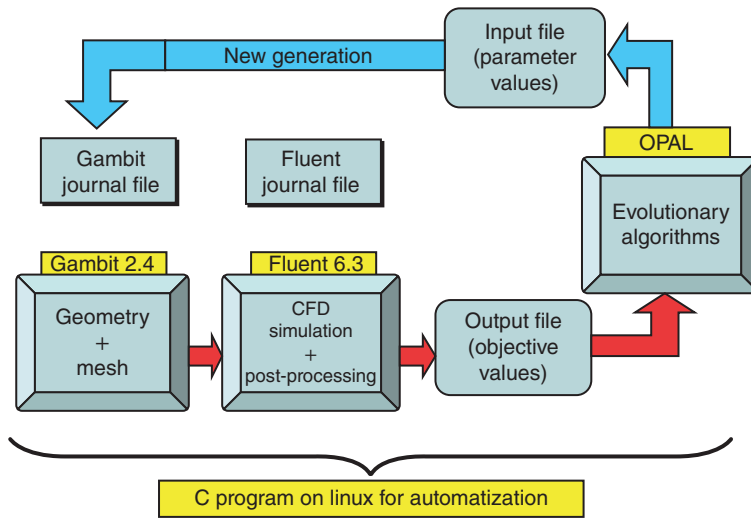 New generation
Input file
(parameter
values)
Gambit
journal file
Fluent
journal file
OPAL
Evolutionary
algorithms
Gambit 2.4
Geometry
+
mesh
Fluent 6.3
CFD
simulation
+
post-processing
Output file
(objective
values)
C program on linux for automatization